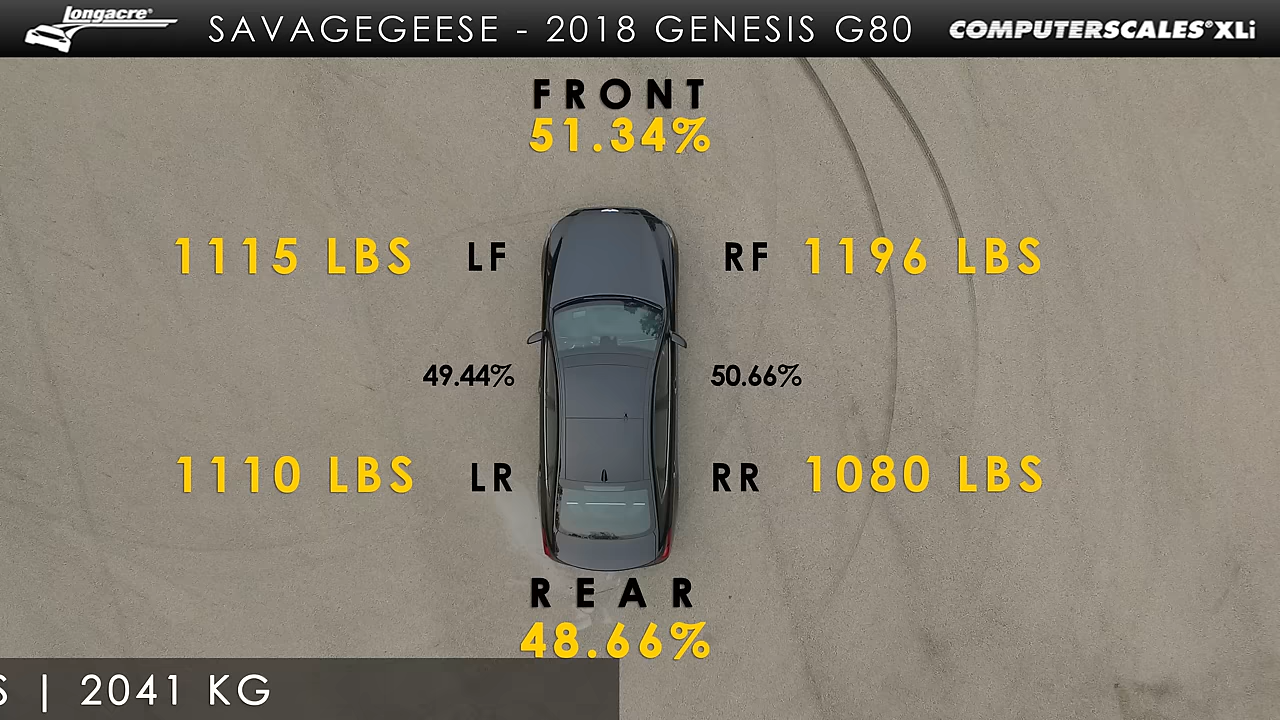 Longacre®
SAVAGEGEESE - 2018 GENESIS G80
COMPUTERSCALES®XLi
FRONT
51.34%
1115 LBS LF RF 1196 LBS
49.44% 50.66%
1110 LBS LR RR 1080 LBS
REAR
48.66%
S | 2041 KG